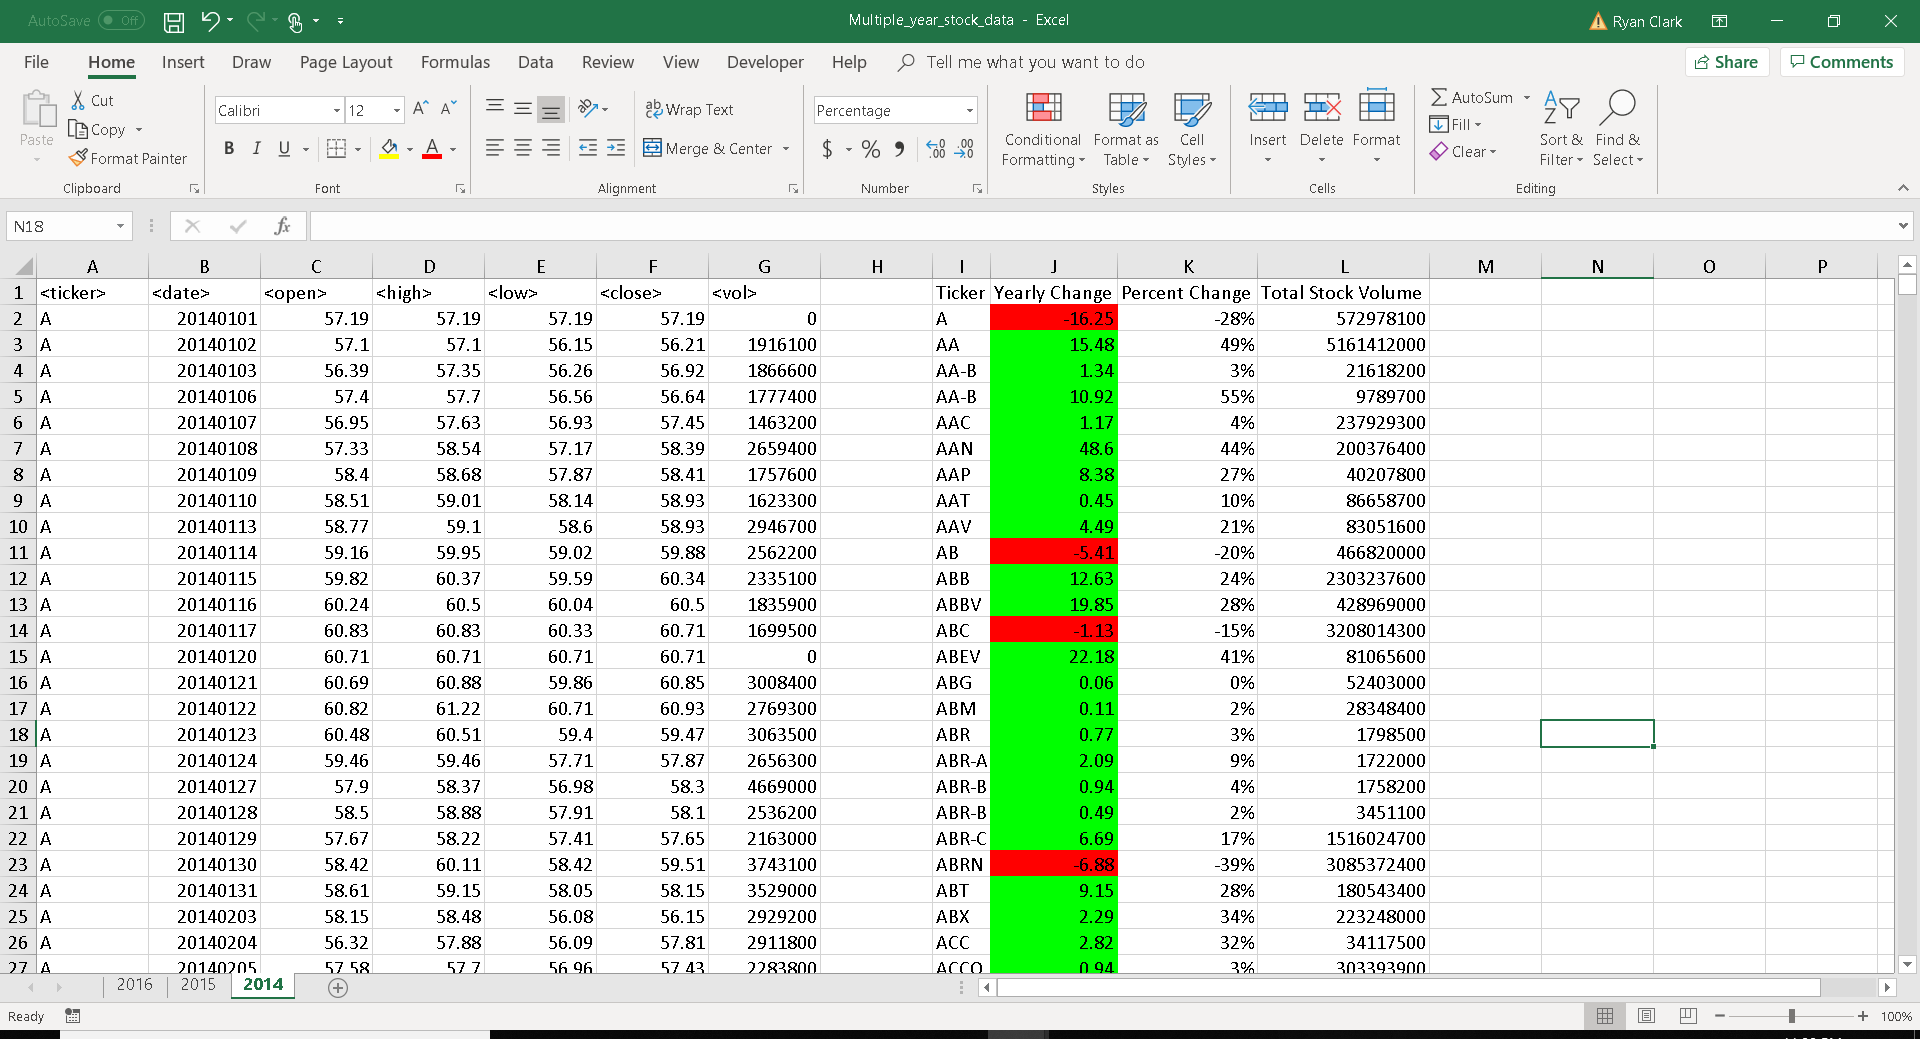 AutoSave Off Multiple_year_stock_data - Excel Ryan Clark
File Home Insert Draw Page Layout Formulas Data Review View Developer Help Tell me what you want to do Share Comments
Paste Cut Copy Format Painter Clipboard
Calibri 12 B I U A Font
ab Wrap Text Merge & Center Alignment
Percentage $ % , .00 .00 Number
Conditional Formatting Format as Table Cell Styles Styles
Insert Delete Format Cells
AutoSum Fill Clear Sort & Filter Find & Select Editing
N18 fx
A B C D E F G H I J K L M N O P
1 <ticker> <date> <open> <high> <low> <close> <vol> Ticker Yearly Change Percent Change Total Stock Volume
2 A 20140101 57.19 57.19 57.19 57.19 0 A -16.25 -28% 572978100
3 A 20140102 57.1 57.1 56.15 56.21 1916100 AA 15.48 49% 5161412000
4 A 20140103 56.39 57.35 56.26 56.92 1866600 AA-B 1.34 3% 21618200
5 A 20140106 57.4 57.7 56.56 56.64 1777400 AA-B 10.92 55% 9789700
6 A 20140107 56.95 57.63 56.93 57.45 1463200 AAC 1.17 4% 237929300
7 A 20140108 57.33 58.54 57.17 58.39 2659400 AAN 48.6 44% 200376400
8 A 20140109 58.4 58.68 57.87 58.41 1757600 AAP 8.38 27% 40207800
9 A 20140110 58.51 59.01 58.14 58.93 1623300 AAT 0.45 10% 86658700
10 A 20140113 58.77 59.1 58.6 58.93 2946700 AAV 4.49 21% 83051600
11 A 20140114 59.16 59.95 59.02 59.88 2562200 AB -5.41 -20% 466820000
12 A 20140115 59.82 60.37 59.59 60.34 2335100 ABB 12.63 24% 2303237600
13 A 20140116 60.24 60.5 60.04 60.5 1835900 ABBV 19.85 28% 428969000
14 A 20140117 60.83 60.83 60.33 60.71 1699500 ABC -1.13 -15% 3208014300
15 A 20140120 60.71 60.71 60.71 60.71 0 ABEV 22.18 41% 81065600
16 A 20140121 60.69 60.88 59.86 60.85 3008400 ABG 0.06 0% 52403000
17 A 20140122 60.82 61.22 60.71 60.93 2769300 ABM 0.11 2% 28348400
18 A 20140123 60.48 60.51 59.4 59.47 3063500 ABR 0.77 3% 1798500
19 A 20140124 59.46 59.46 57.71 57.87 2656300 ABR-A 2.09 9% 1722000
20 A 20140127 57.9 58.37 56.98 58.3 4669000 ABR-B 0.94 4% 1758200
21 A 20140128 58.5 58.88 57.91 58.1 2536200 ABR-B 0.49 2% 3451100
22 A 20140129 57.67 58.22 57.41 57.65 2163000 ABR-C 6.69 17% 1516024700
23 A 20140130 58.42 60.11 58.42 59.51 3743100 ABRN -6.88 -39% 3085372400
24 A 20140131 58.61 59.15 58.05 58.15 3529000 ABT 9.15 28% 180543400
25 A 20140203 58.15 58.48 56.08 56.15 2929200 ABX 2.29 34% 223248000
26 A 20140204 56.32 57.88 56.09 57.81 2911800 ACC 2.82 32% 34117500
27 A 20140205 57.58 57.7 56.96 57.43 2283800 ACCO 0.94 3% 303393900
2016 2015 2014
Ready 100%